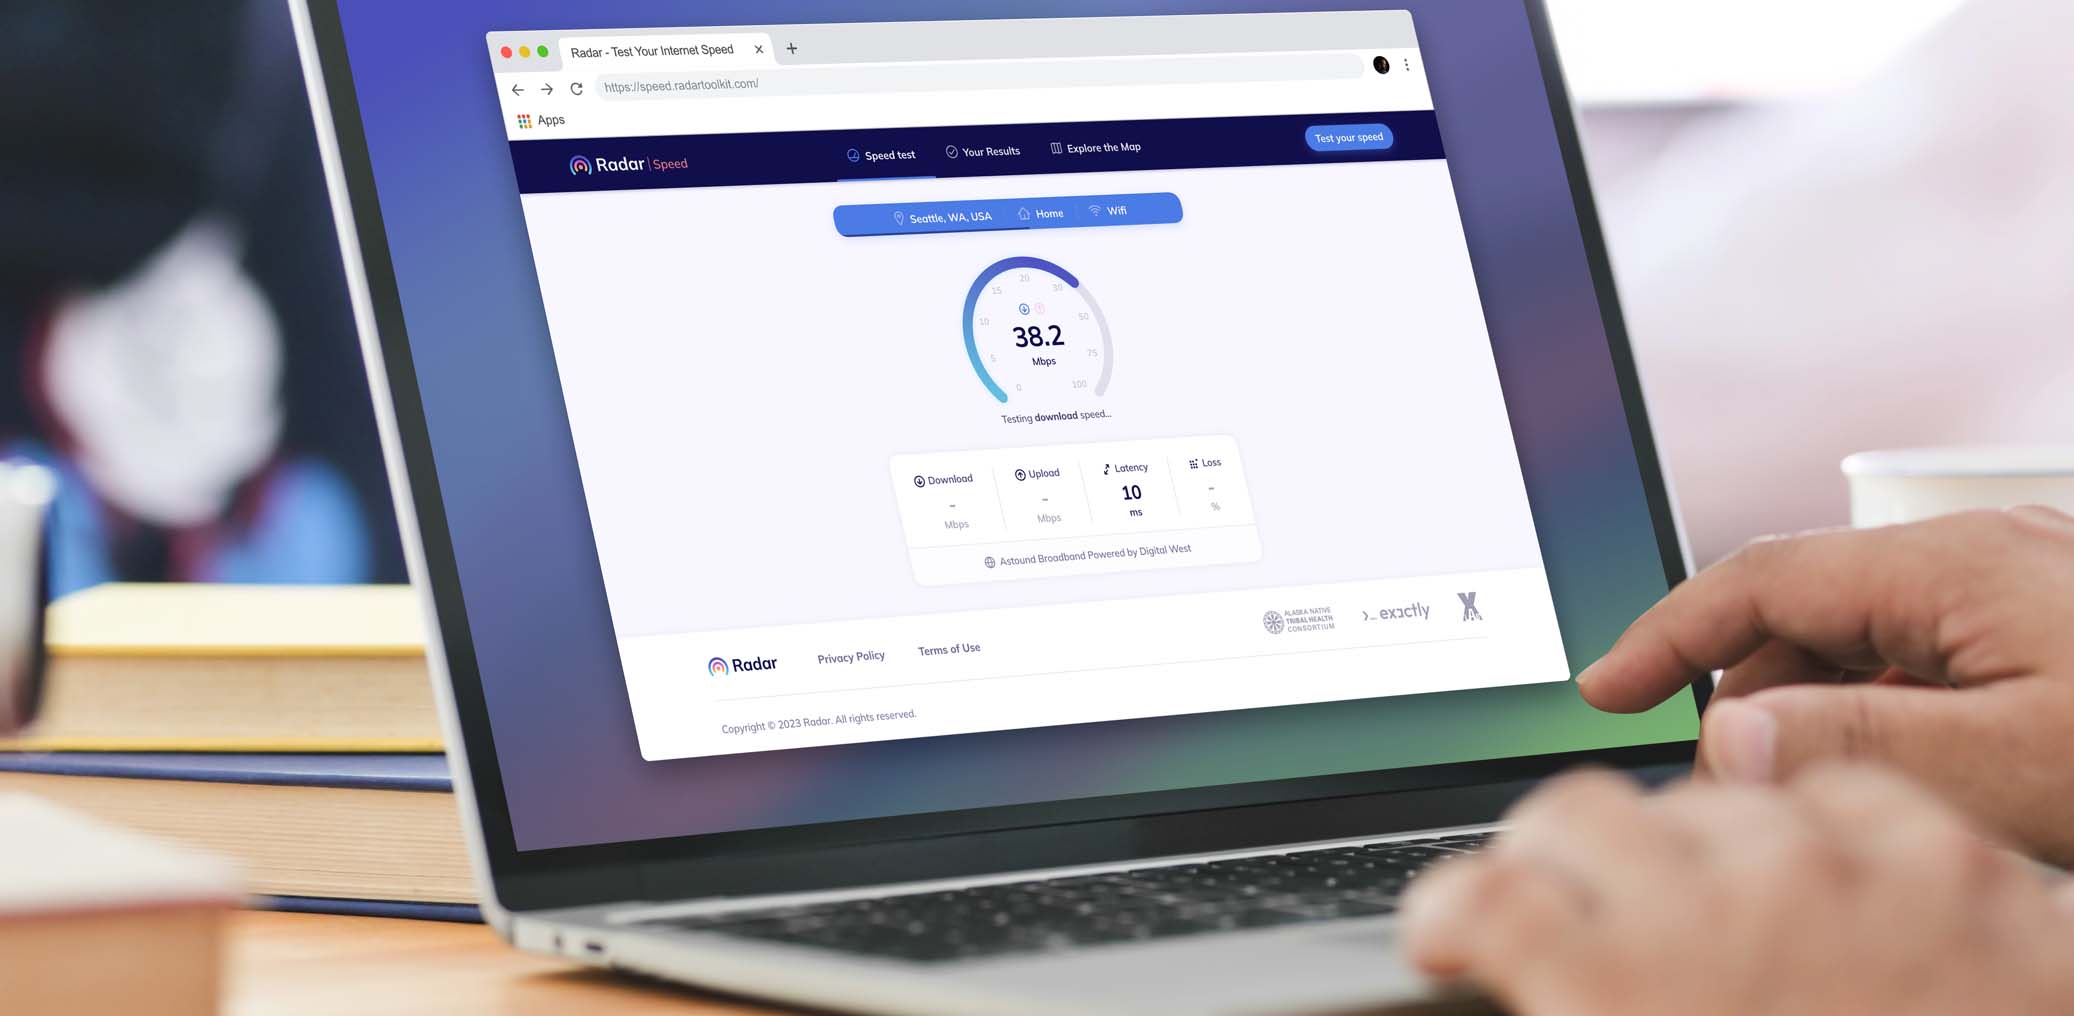 Radar - Test Your Internet Speed
https://speed.radartoolkit.com/
Apps
Radar | Speed
Speed test
Your Results
Explore the Map
Test your speed
Seattle, WA, USA
Home
Wifi
0
5
10
15
20
30
50
75
100
38.2
Mbps
Testing download speed...
Download
-
Mbps
Upload
-
Mbps
Latency
10
ms
Loss
-
%
Astound Broadband Powered by Digital West
Radar
Privacy Policy
Terms of Use
ALASKA NATIVE
TRIBAL HEALTH
CONSORTIUM
exactly
Copyright © 2023 Radar. All rights reserved.